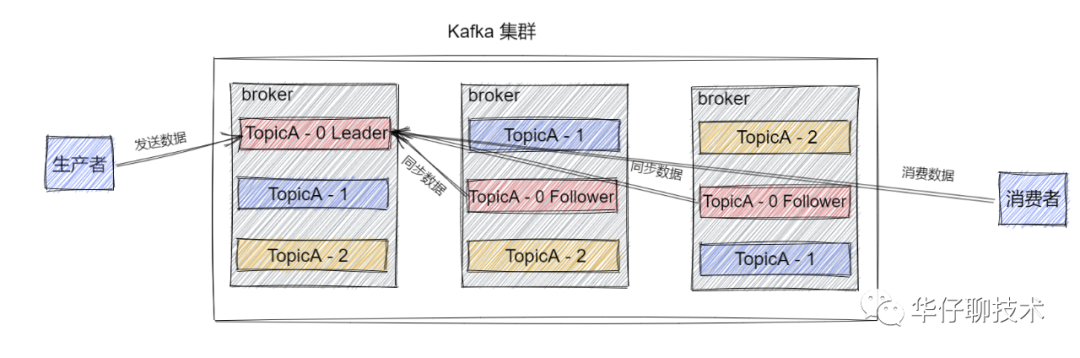 Kafka 集群
broker
TopicA - 0 Leader
TopicA - 1
TopicA - 2
broker
TopicA - 1
TopicA - 0 Follower
TopicA - 2
broker
TopicA - 2
TopicA - 0 Follower
TopicA - 1
生产者
发送数据
同步数据
同步数据
消费数据
消费者
华仔聊技术